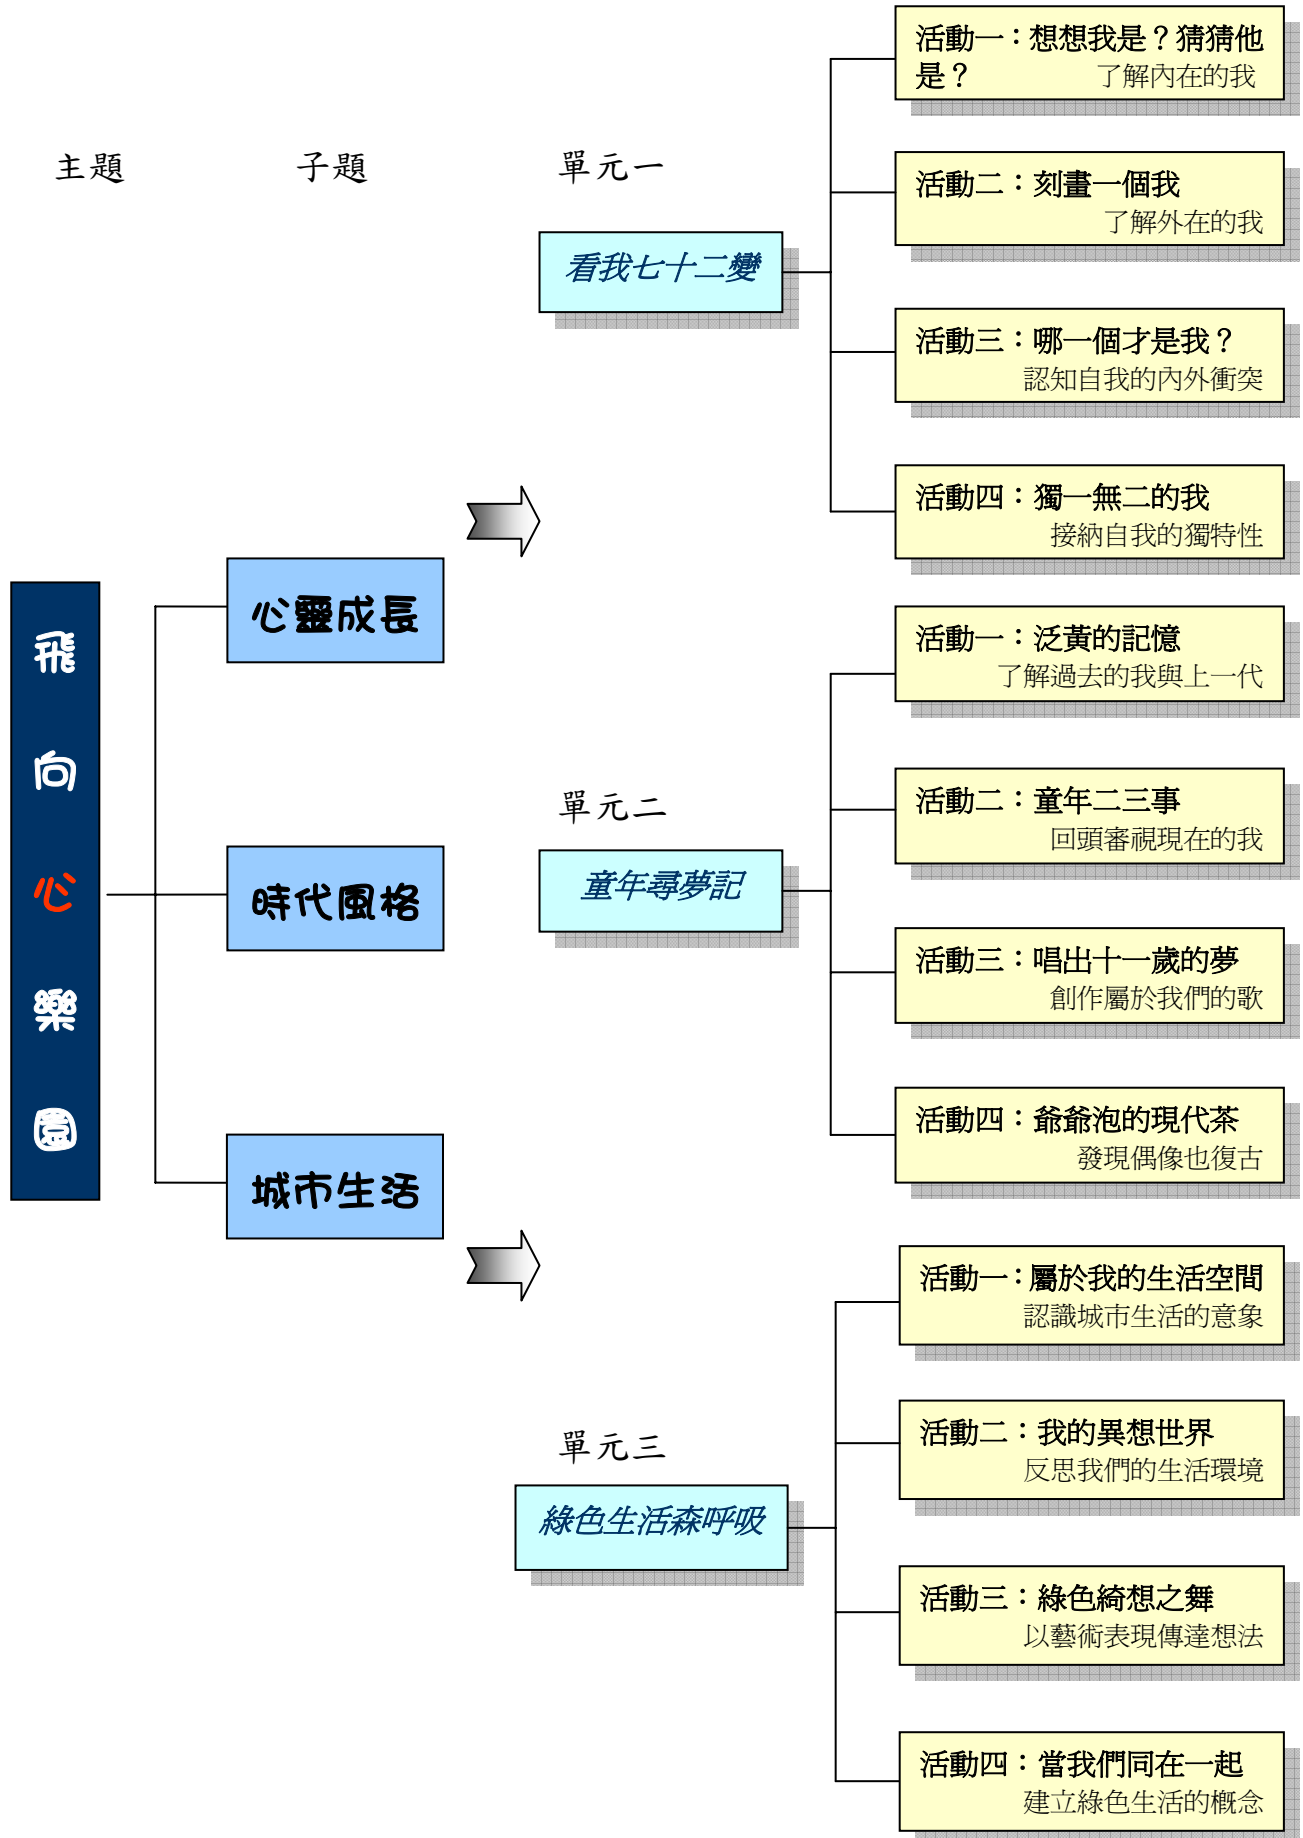 主題
子題
單元一
飛
向
心
樂
園
心靈成長
時代風格
城市生活
看我七十二變
活動一：想想我是？猜猜他
是？ 了解內在的我
活動二：刻畫一個我
了解外在的我
活動三：哪一個才是我？
認知自我的內外衝突
活動四：獨一無二的我
接納自我的獨特性
單元二
童年尋夢記
活動一：泛黃的記憶
了解過去的我與上一代
活動二：童年二三事
回頭審視現在的我
活動三：唱出十一歲的夢
創作屬於我們的歌
活動四：爺爺泡的現代茶
發現偶像也復古
單元三
綠色生活森呼吸
活動一：屬於我的生活空間
認識城市生活的意象
活動二：我的異想世界
反思我們的生活環境
活動三：綠色綺想之舞
以藝術表現傳達想法
活動四：當我們同在一起
建立綠色生活的概念